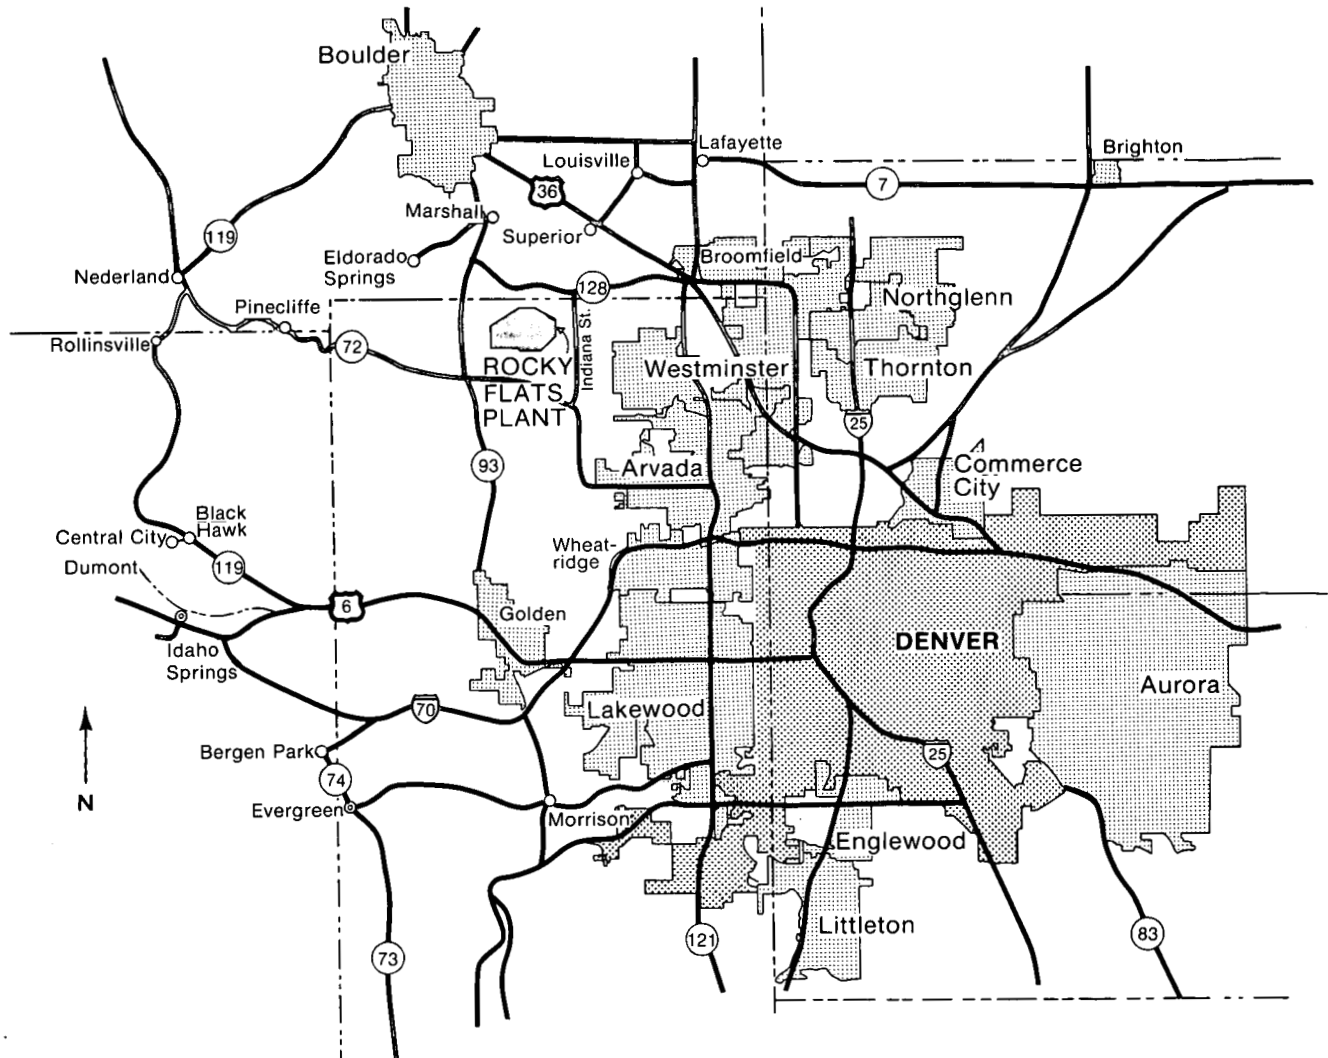 Boulder
Lafayette
Brighton
Louisville
36
7
Marshall
119
Superior
Eldorado
Springs
Broomfield
Nederland
128
Northglenn
Pinecliffe
Rollinsville
72
Indiana St.
ROCKY
FLATS
PLANT
Westminster
Thornton
25
93
Arvada
Commerce
City
Black
Hawk
Central City
Wheat-
ridge
Dumont
119
6
Golden
DENVER
Idaho
Springs
Aurora
70
Lakewood
Bergen Park
25
74
N
Evergreen
Morrison
Englewood
Littleton
121
83
73